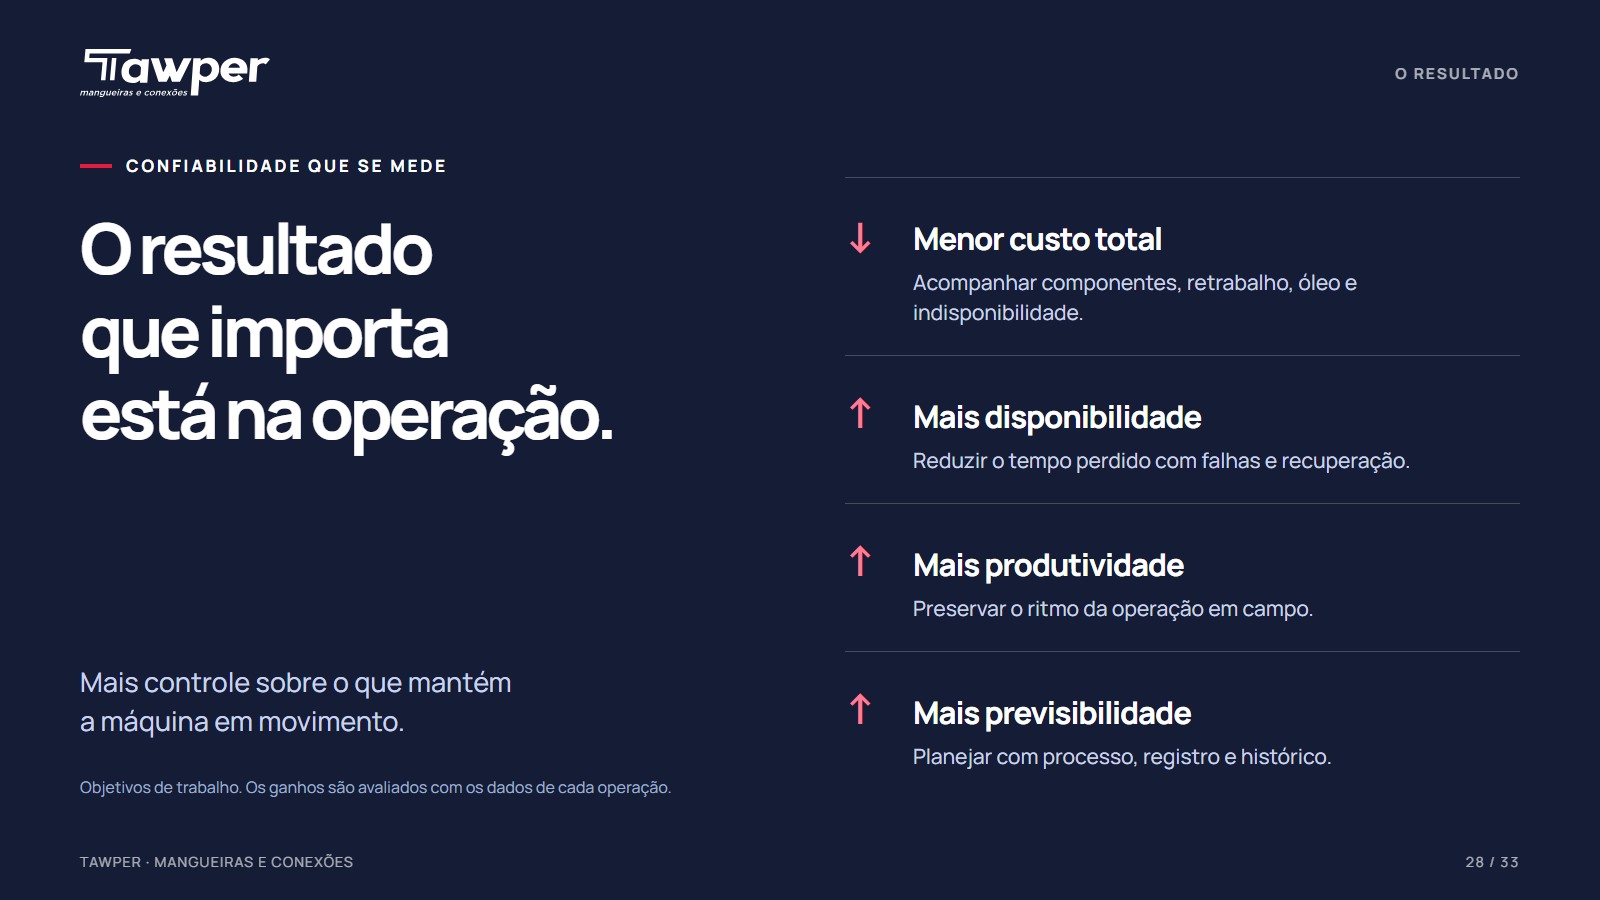 Tawper
mangueiras e conexões
O RESULTADO
CONFIABILIDADE QUE SE MEDE
O resultado
que importa
está na operação.
Mais controle sobre o que mantém
a máquina em movimento.
Objetivos de trabalho. Os ganhos são avaliados com os dados de cada operação.
↓ Menor custo total
Acompanhar componentes, retrabalho, óleo e
indisponibilidade.
↑ Mais disponibilidade
Reduzir o tempo perdido com falhas e recuperação.
↑ Mais produtividade
Preservar o ritmo da operação em campo.
↑ Mais previsibilidade
Planejar com processo, registro e histórico.
TAWPER · MANGUEIRAS E CONEXÕES
28 / 33